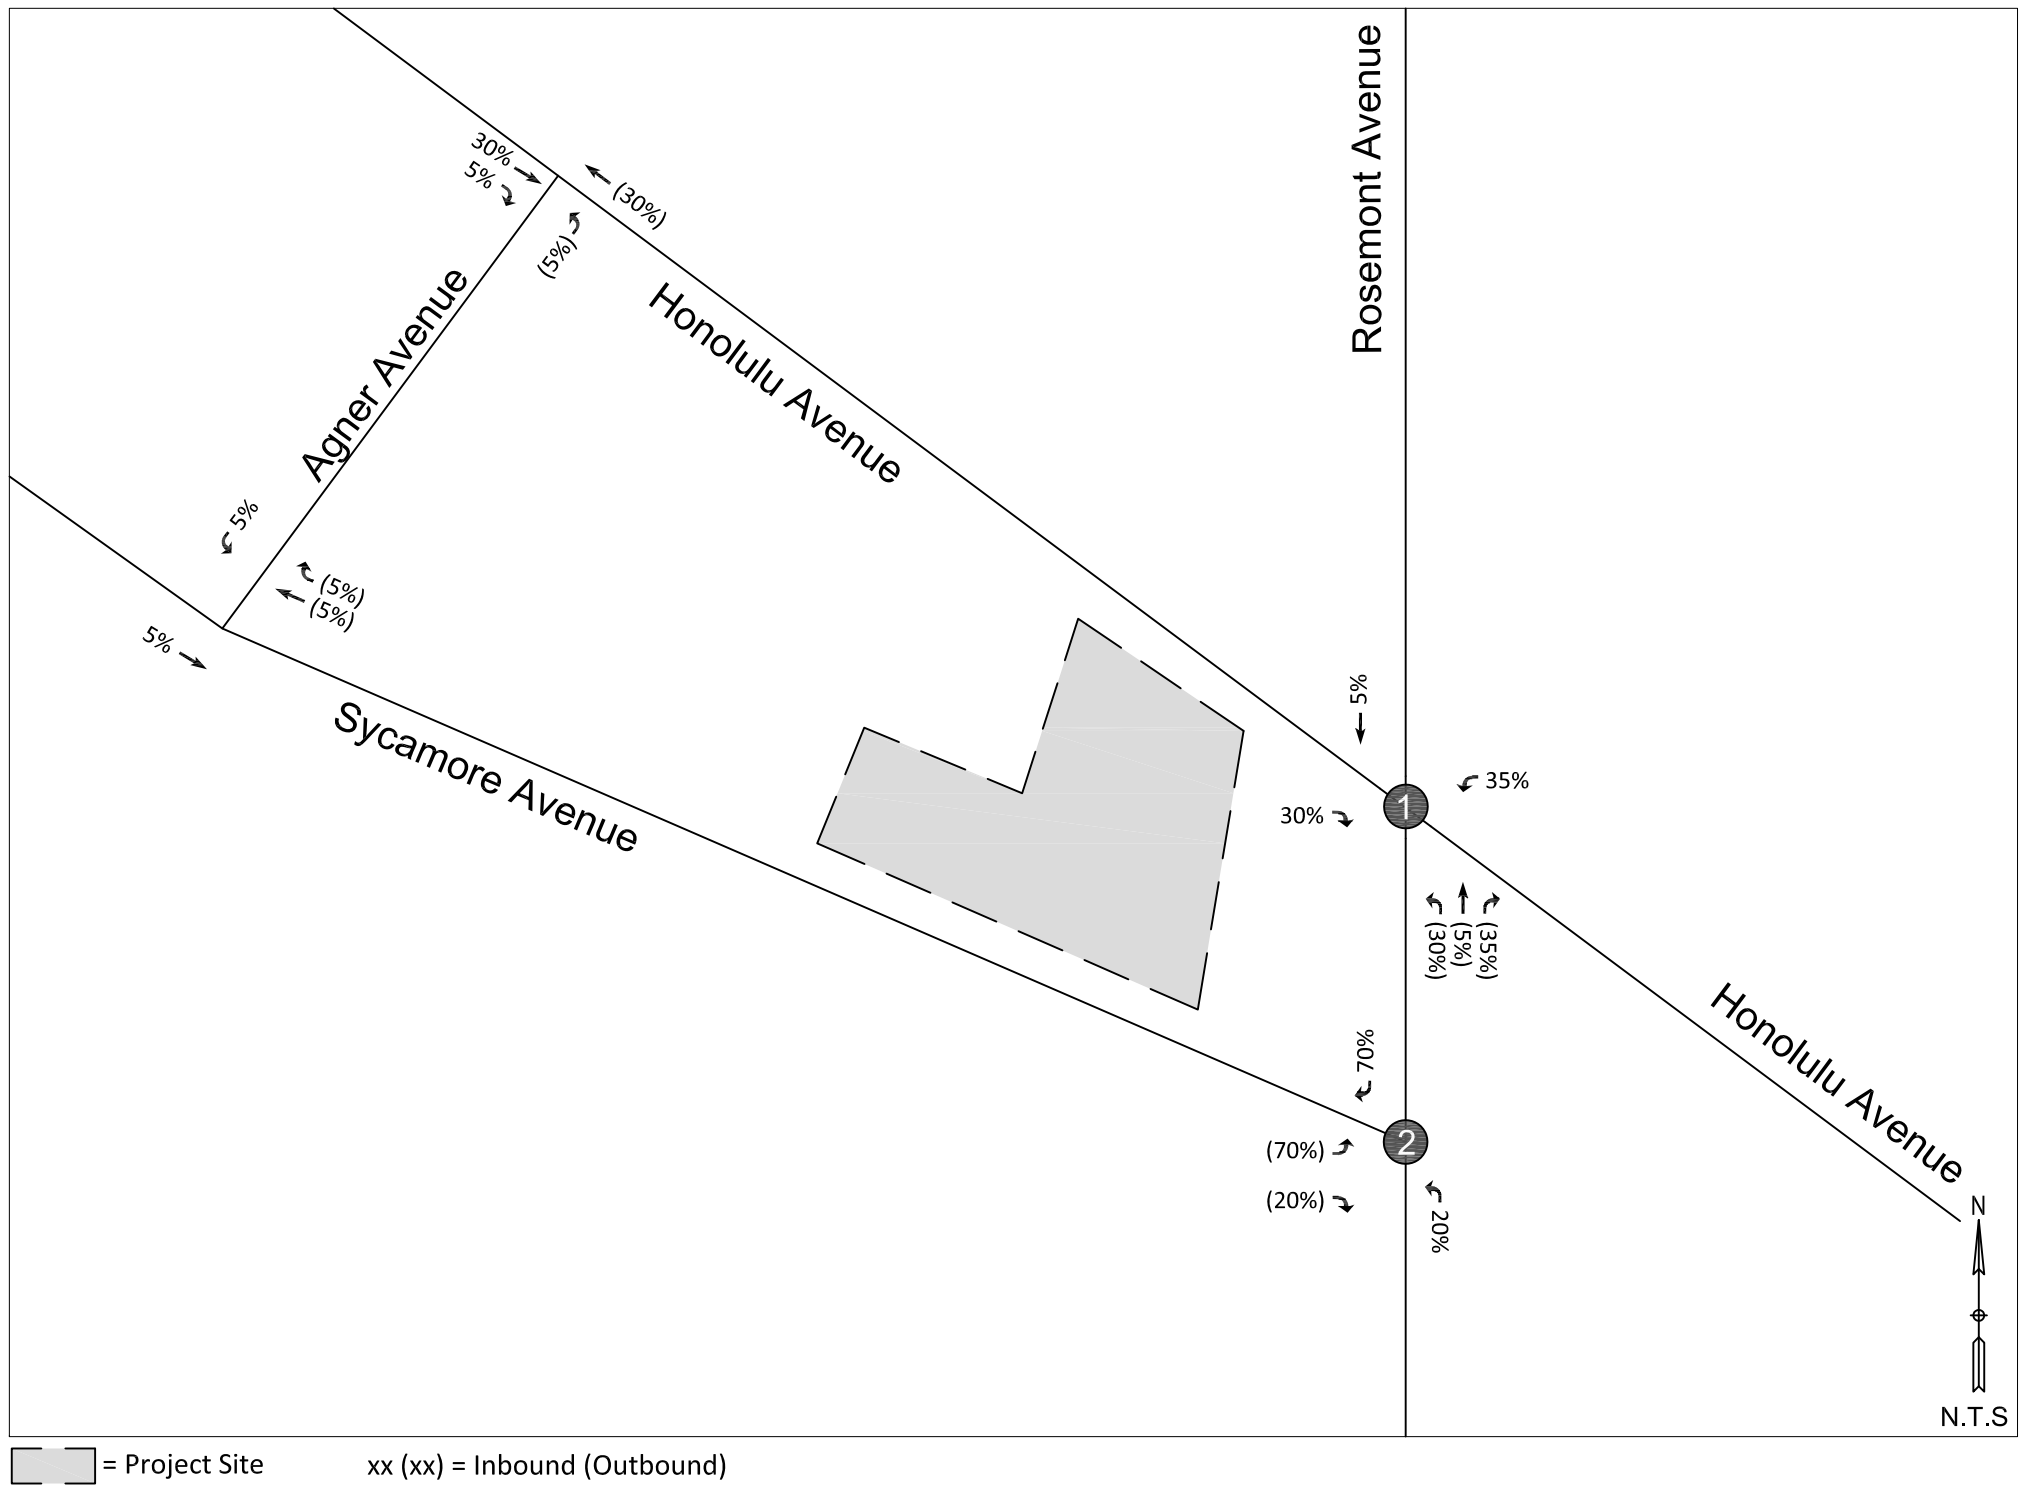 Rosemont Avenue
30%
5%
(30%)
(5%)
Agner Avenue
Honolulu Avenue
5%
(5%)
(5%)
5%
Sycamore Avenue
5%
35%
30%
1
(30%)
(5%)
(35%)
Honolulu Avenue
70%
2
(70%)
(20%)
20%
N
N.T.S
= Project Site
xx (xx) = Inbound (Outbound)